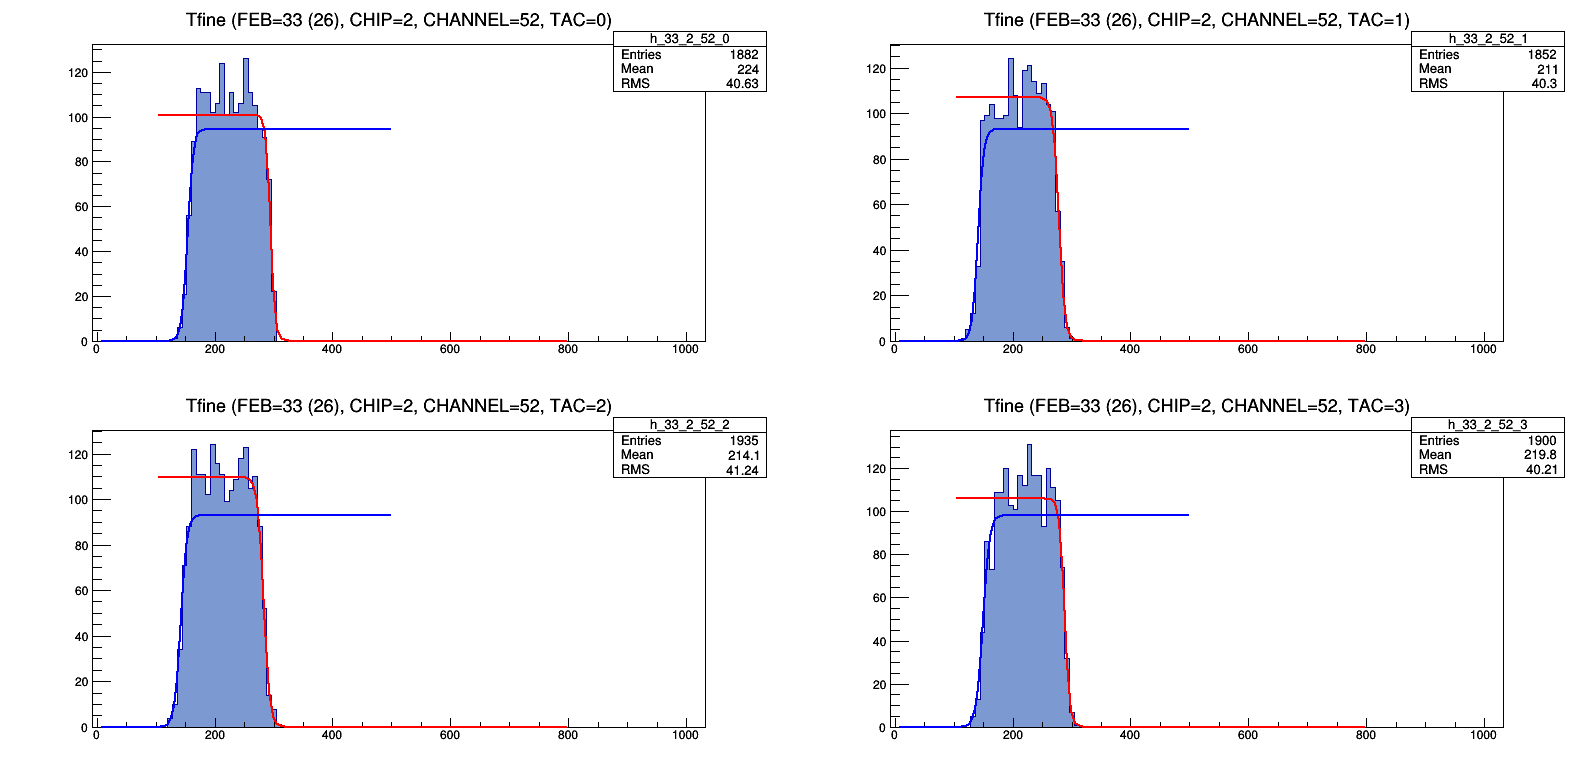 Tfine (FEB=33 (26), CHIP=2, CHANNEL=52, TAC=0)
h_33_2_52_0
Entries 1882
Mean 224
RMS 40.63
120
100
80
60
40
20
0
0 200 400 600 800 1000
Tfine (FEB=33 (26), CHIP=2, CHANNEL=52, TAC=1)
h_33_2_52_1
Entries 1852
Mean 211
RMS 40.3
120
100
80
60
40
20
0
0 200 400 600 800 1000
Tfine (FEB=33 (26), CHIP=2, CHANNEL=52, TAC=2)
h_33_2_52_2
Entries 1935
Mean 214.1
RMS 41.24
120
100
80
60
40
20
0
0 200 400 600 800 1000
Tfine (FEB=33 (26), CHIP=2, CHANNEL=52, TAC=3)
h_33_2_52_3
Entries 1900
Mean 219.8
RMS 40.21
120
100
80
60
40
20
0
0 200 400 600 800 1000